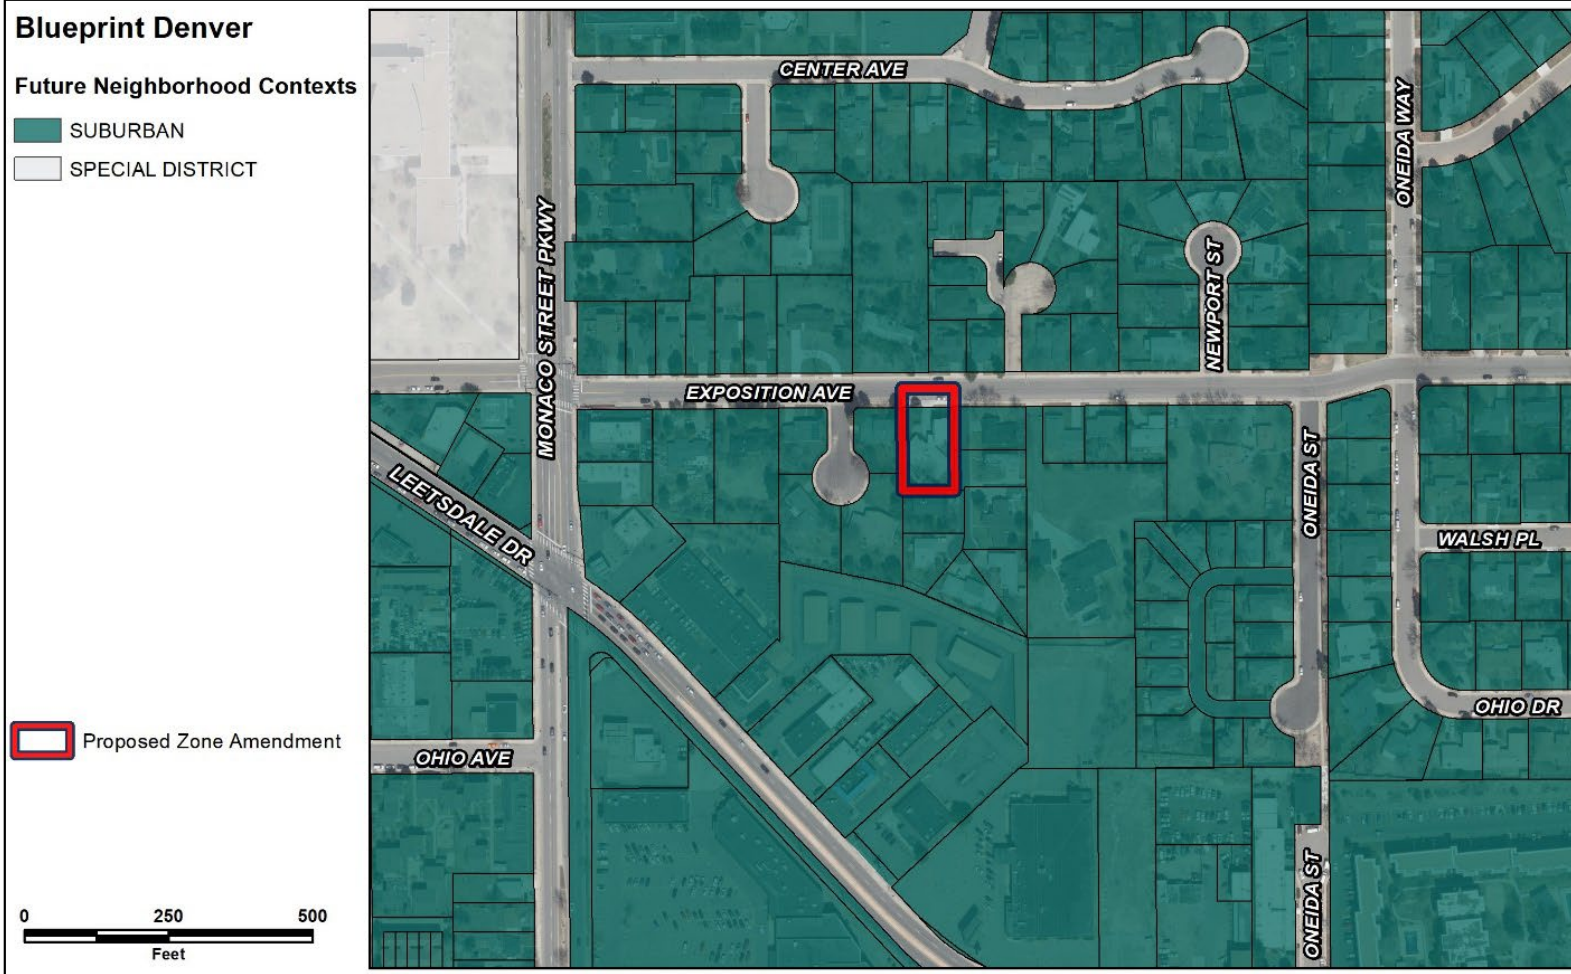 Blueprint Denver
Future Neighborhood Contexts
SUBURBAN
SPECIAL DISTRICT
Proposed Zone Amendment
0 250 500
Feet
CENTER AVE
ONEIDA WAY
MONACO STREET PKWY
NEWPORT ST
EXPOSITION AVE
LEETSDALE DR
ONEIDA ST
WALSH PL
OHIO DR
OHIO AVE
ONEIDA ST